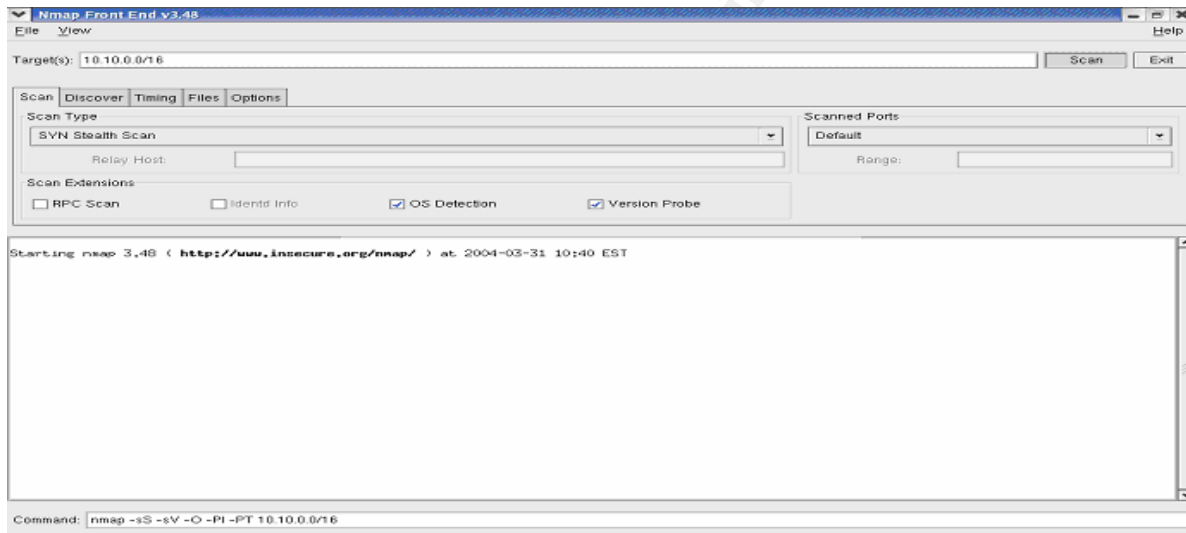 Nmap Front End v3.48
File View Help
Target(s): 10.10.0.0/16 Scan Exit
Scan Discover Timing Files Options
Scan Type
SYN Stealth Scan
Relay Host:
Scanned Ports
Default
Range:
Scan Extensions
RPC Scan Identd Info OS Detection Version Probe
Starting nmap 3.48 ( http://www.insecure.org/nmap/ ) at 2004-03-31 10:40 EST
Command: nmap -sS -sV -O -PI -PT 10.10.0.0/16